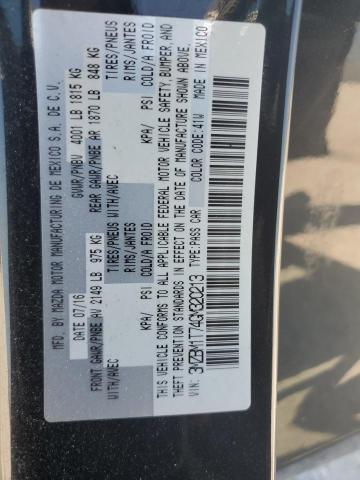 MFD. BY MAZDA MOTOR MANUFACTURING DE MEXICO S.A. DE C.V.
DATE 07/16 GVWR/PNBV 4001 LB 1815 KG
FRONT GAWR/PNBE AV 2149 LB 975 KG REAR GAWR/PNBE AR 1870 LB 848 KG
WITH/AVEC TIRES/PNEUS WITH/AVEC TIRES/PNEUS
RIMS/JANTES RIMS/JANTES
KPA/ PSI COLD/A FROID KPA/ PSI COLD/A FROID
THIS VEHICLE CONFORMS TO ALL APPLICABLE FEDERAL MOTOR VEHICLE SAFETY, BUMPER, AND
THEFT PREVENTION STANDARDS IN EFFECT ON THE DATE OF MANUFACTURE SHOWN ABOVE.
VIN: 3MZBM1T74GM320213 TYPE:PASS CAR COLOR CODE:41W MADE IN MEXICO